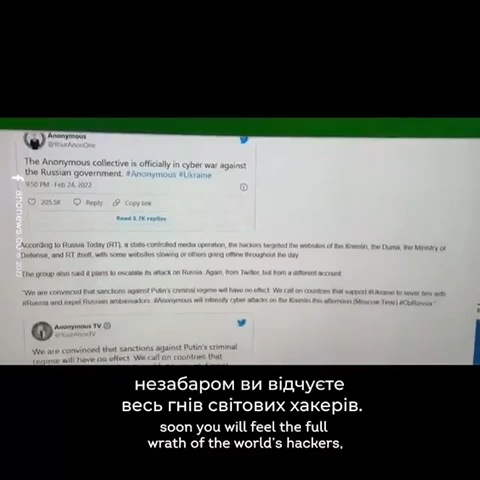 Anonymous
@YourAnonOne
The Anonymous collective is officially in cyber war against
the Russian government. #Anonymous #Ukraine
9:50 PM · Feb 24, 2022
205.5K Reply Copy link
Read 3.7K replies
According to Russia Today (RT), a state-controlled media operation, the hackers targeted the websites of the Kremlin, the Duma, the Ministry of
Defense, and RT itself, with some websites slowing or others going offline throughout the day
The group also said it plans to escalate its attack on Russia. Again, from Twitter, but from a different account
"We are convinced that sanctions against Putin's criminal regime will have no effect. We call on countries that support #Ukraine to sever ties with
#Russia and expel Russian ambassadors. #Anonymous will intensify cyber attacks on the Kremlin this afternoon (Moscow Time) #OpRussia"
Anonymous TV
@YourAnonTV
We are convinced that sanctions against Putin's criminal
regime will have no effect. We call on countries that
незабаром ви відчуєте
весь гнів світових хакерів.
soon you will feel the full
wrath of the world's hackers,